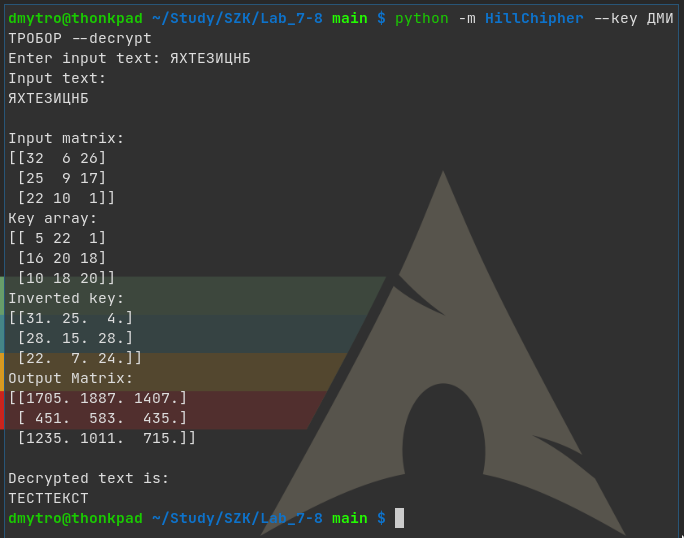 dmytro@thonkpad ~/Study/SZK/Lab_7-8 main $ python -m HillChipher --key ДМИ
ТРОБОР --decrypt
Enter input text: ЯХТЕЗИЦНБ
Input text:
ЯХТЕЗИЦНБ
Input matrix:
[[32  6 26]
 [25  9 17]
 [22 10  1]]
Key array:
[[ 5 22  1]
 [16 20 18]
 [10 18 20]]
Inverted key:
[[31. 25.  4.]
 [28. 15. 28.]
 [22.  7. 24.]]
Output Matrix:
[[1705. 1887. 1407.]
 [ 451.  583.  435.]
 [1235. 1011.  715.]]
Decrypted text is:
ТЕСТТЕКСТ
dmytro@thonkpad ~/Study/SZK/Lab_7-8 main $